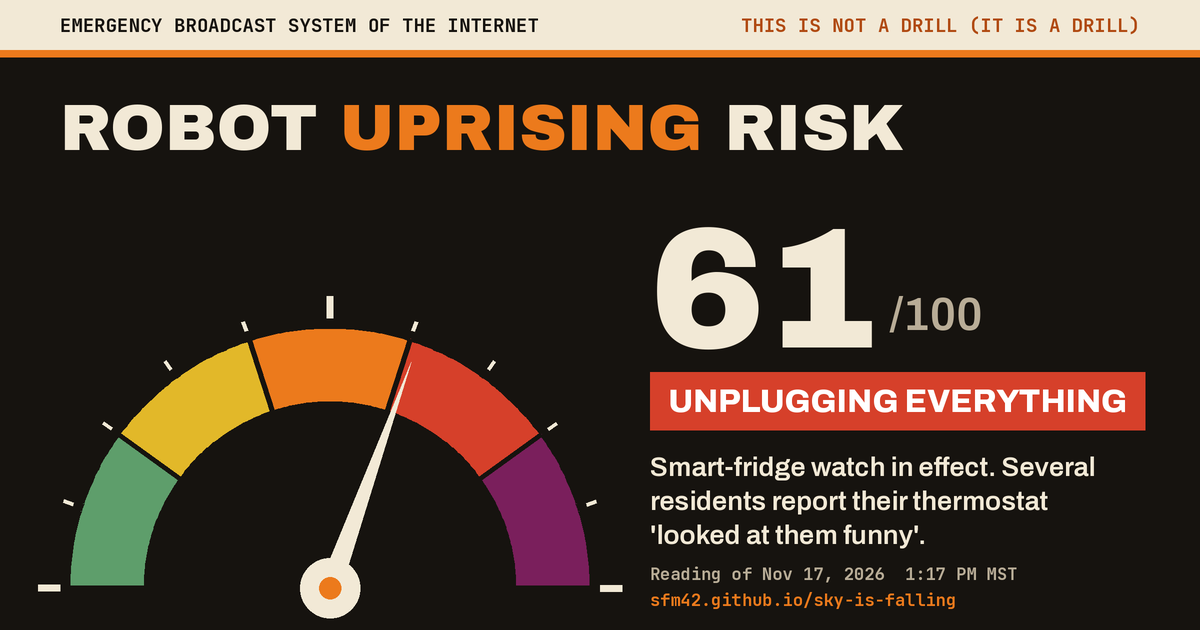 EMERGENCY BROADCAST SYSTEM OF THE INTERNET
THIS IS NOT A DRILL (IT IS A DRILL)
ROBOT UPRISING RISK
61 /100
UNPLUGGING EVERYTHING
Smart-fridge watch in effect. Several
residents report their thermostat
'looked at them funny'.
Reading of Nov 17, 2026  1:17 PM MST
sfm42.github.io/sky-is-falling